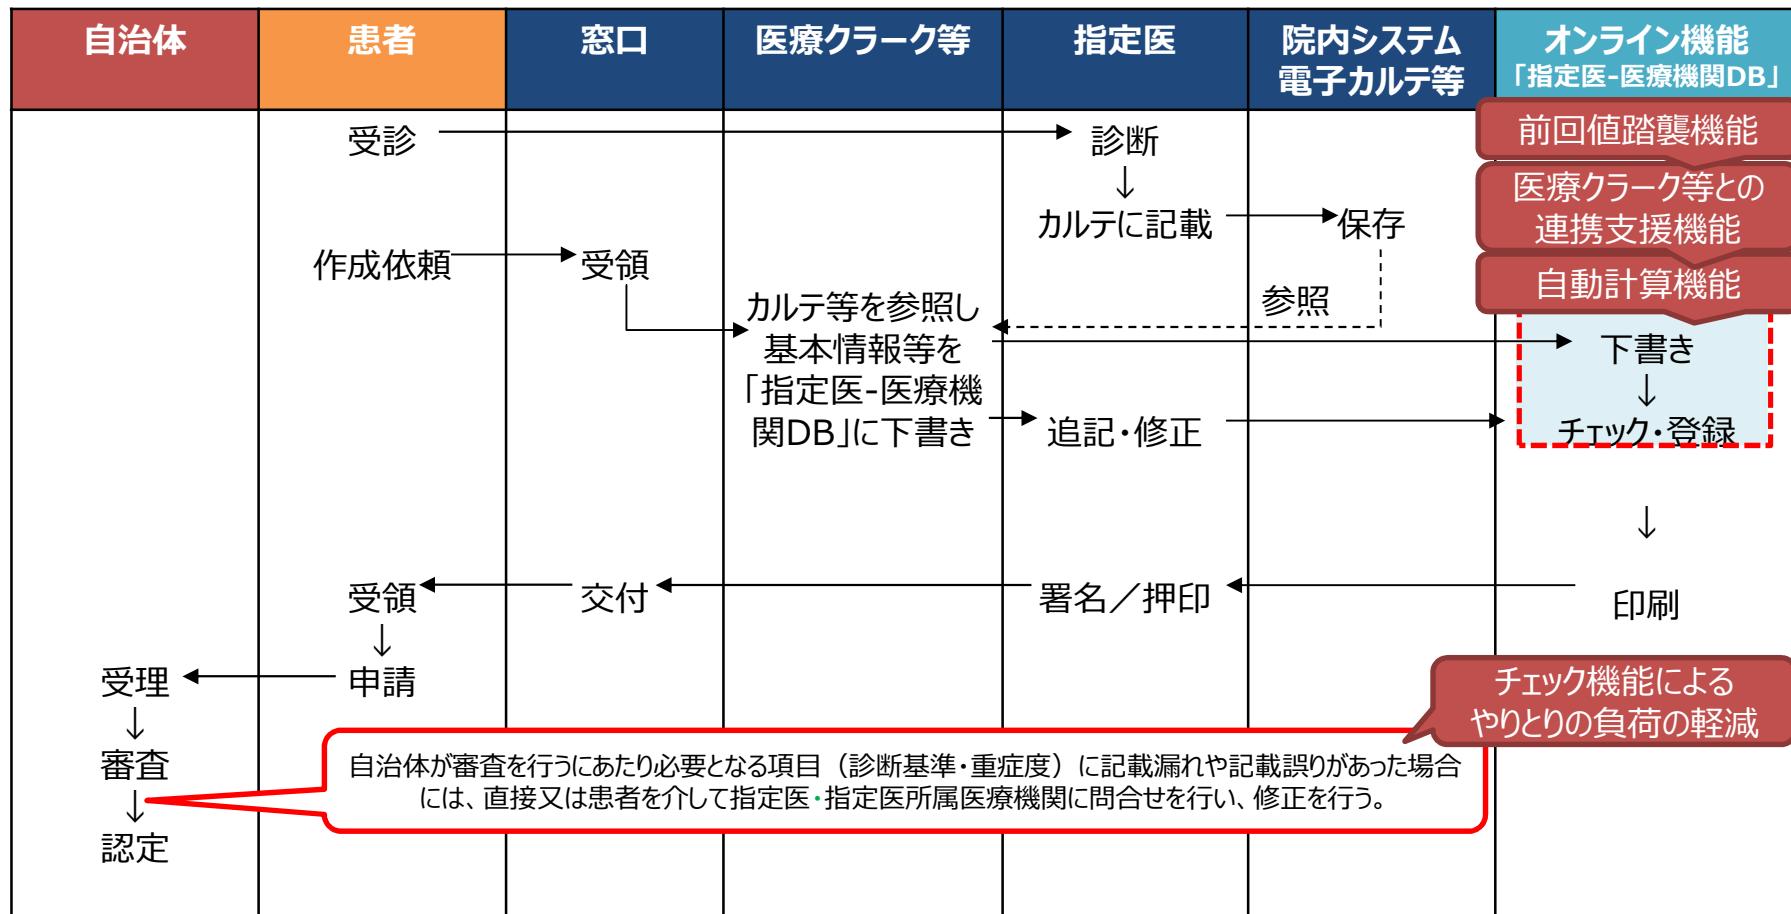 自治体
患者
窓口
医療クラーク等
指定医
院内システム
電子カルテ等
オンライン機能
「指定医-医療機関DB」
前回値踏襲機能
受診
診断
↓
医療クラーク等との
連携支援機能
カルテに記載
保存
作成依頼
受領
自動計算機能
参照
カルテ等を参照し
基本情報等を
「指定医-医療機
関DB」に下書き
下書き
↓
追記・修正
チェック・登録
↓
受領
交付
署名／押印
印刷
↓
受理
申請
チェック機能による
やりとりの負荷の軽減
↓
審査
自治体が審査を行うにあたり必要となる項目（診断基準・重症度）に記載漏れや記載誤りがあった場合
には、直接又は患者を介して指定医・指定医所属医療機関に問合せを行い、修正を行う。
↓
認定